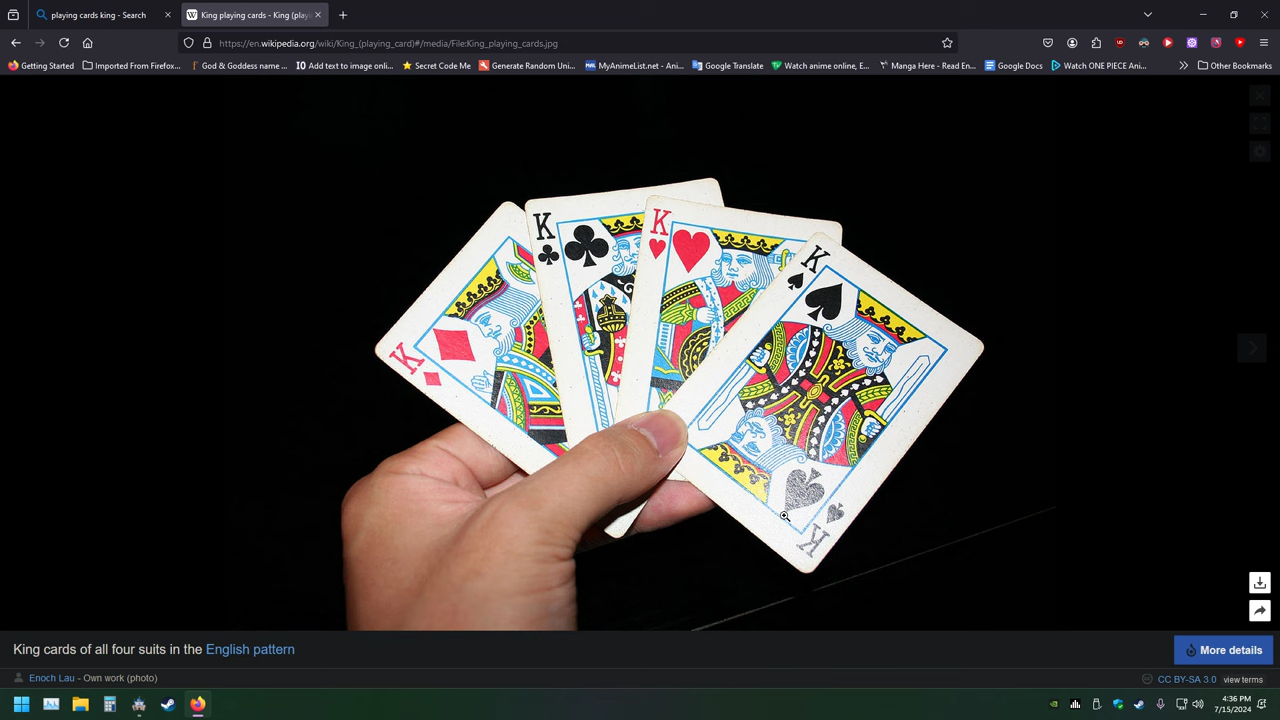 playing cards king - Search
King playing cards - King (play
https://en.wikipedia.org/wiki/King_(playing_card)#/media/File:King_playing_cards.jpg
Getting Started
Imported From Firefox...
God & Goddess name ...
Add text to image onli...
Secret Code Me
Generate Random Uni...
MyAnimeList.net - Ani...
Google Translate
Watch anime online, E...
Manga Here - Read En...
Google Docs
Watch ONE PIECE Ani...
Other Bookmarks
K
K
K
K
K
King cards of all four suits in the English pattern
More details
Enoch Lau - Own work (photo)
CC BY-SA 3.0 view terms
4:36 PM
7/15/2024